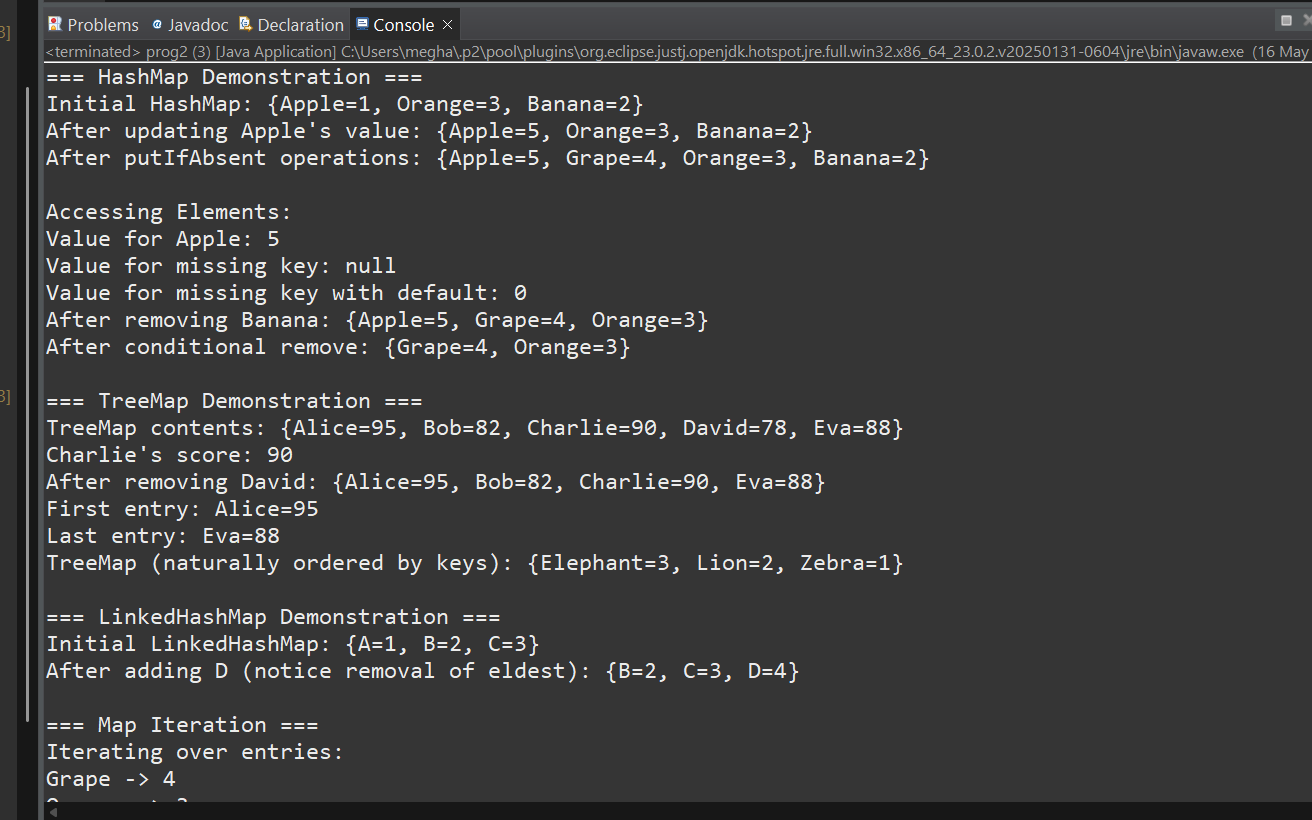 3]
Problems Javadoc Declaration Console
<terminated> prog2 (3) [Java Application] C:\Users\megha\.p2\pool\plugins\org.eclipse.justj.openjdk.hotspot.jre.full.win32.x86_64_23.0.2.v20250131-0604\jre\bin\javaw.exe (16 May
=== HashMap Demonstration ===
Initial HashMap: {Apple=1, Orange=3, Banana=2}
After updating Apple's value: {Apple=5, Orange=3, Banana=2}
After putIfAbsent operations: {Apple=5, Grape=4, Orange=3, Banana=2}
Accessing Elements:
Value for Apple: 5
Value for missing key: null
Value for missing key with default: 0
After removing Banana: {Apple=5, Grape=4, Orange=3}
After conditional remove: {Grape=4, Orange=3}
3]
=== TreeMap Demonstration ===
TreeMap contents: {Alice=95, Bob=82, Charlie=90, David=78, Eva=88}
Charlie's score: 90
After removing David: {Alice=95, Bob=82, Charlie=90, Eva=88}
First entry: Alice=95
Last entry: Eva=88
TreeMap (naturally ordered by keys): {Elephant=3, Lion=2, Zebra=1}
=== LinkedHashMap Demonstration ===
Initial LinkedHashMap: {A=1, B=2, C=3}
After adding D (notice removal of eldest): {B=2, C=3, D=4}
=== Map Iteration ===
Iterating over entries:
Grape -> 4